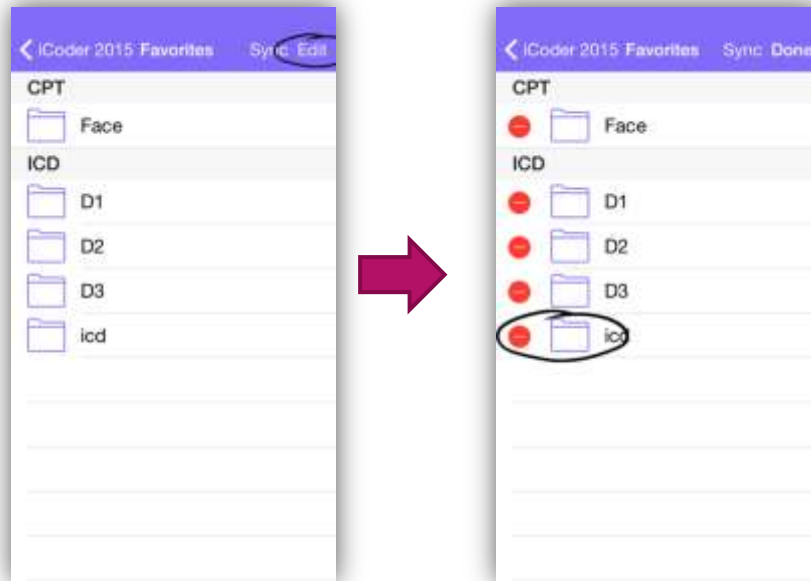 iCoder 2015 Favorites Sync Edit
CPT
Face
ICD
D1
D2
D3
icd
iCoder 2015 Favorites Sync Done
CPT
Face
ICD
D1
D2
D3
icd